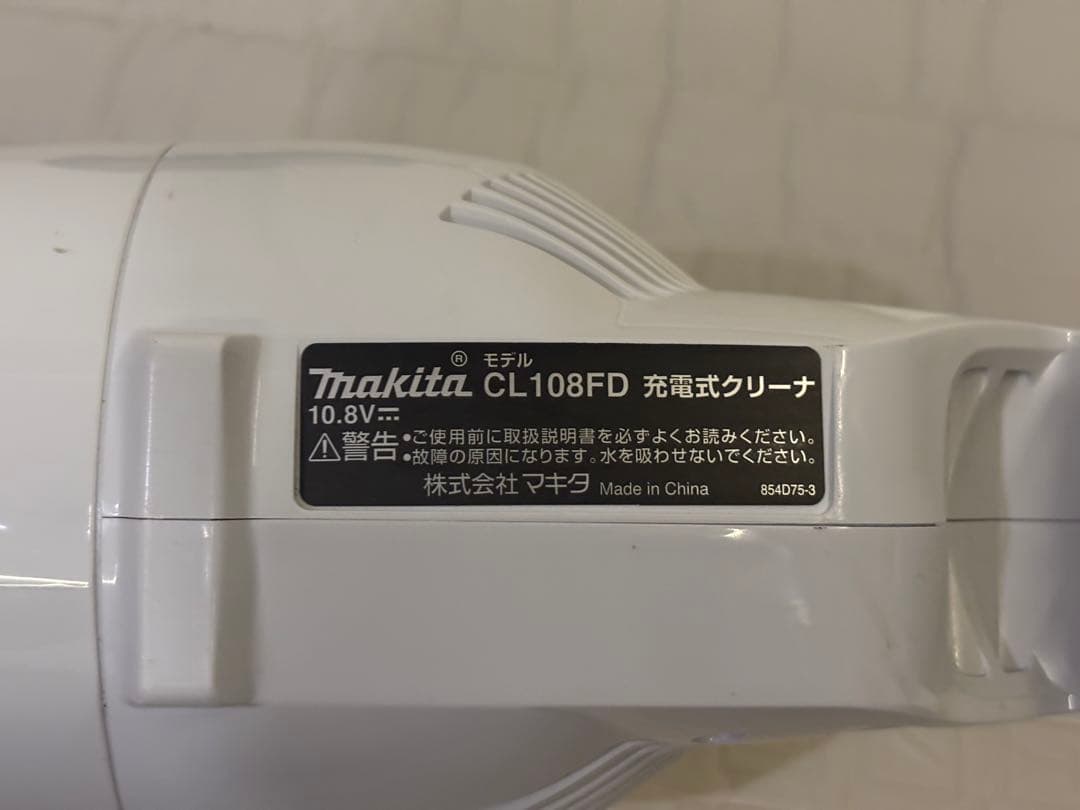 makita® モデル CL108FD 充電式クリーナ
10.8V⎓
⚠警告 •ご使用前に取扱説明書を必ずよくお読みください。
•故障の原因になります。水を吸わせないでください。
株式会社 マキタ Made in China 854D75-3